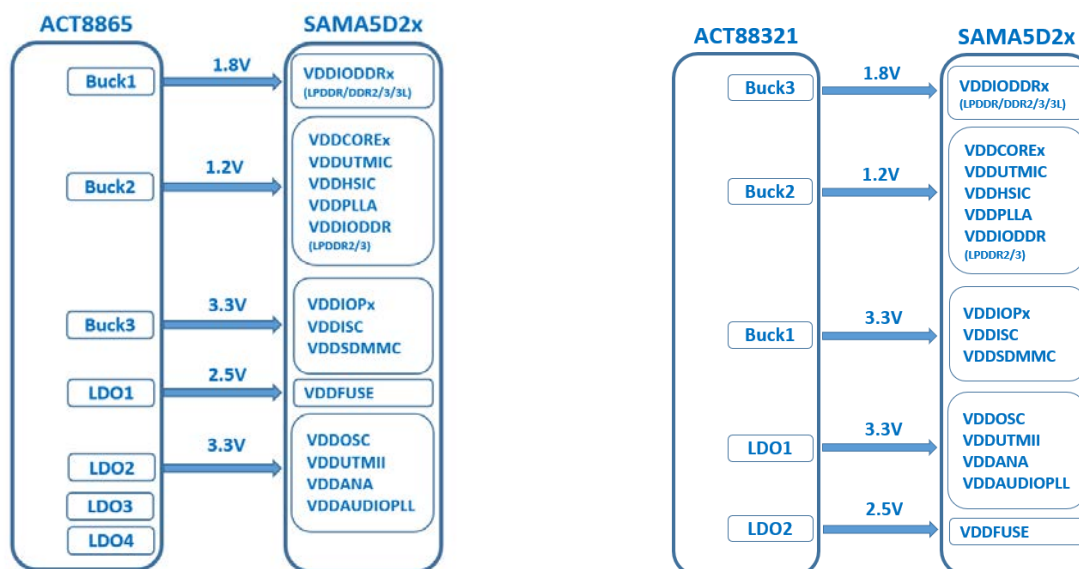 ACT8865
SAMA5D2x
Buck1
1.8V
VDDIODDRx
(LPDDR/DDR2/3/3L)
Buck2
1.2V
VDDCOREx
VDDUTMIC
VDDHSIC
VDDPLLA
VDDIODDR
(LPDDR2/3)
Buck3
3.3V
VDDIOPx
VDDISC
VDDSDMMC
LDO1
2.5V
VDDFUSE
LDO2
3.3V
VDDOSC
VDDUTMII
VDDANA
VDDAUDIOPLL
LDO3
LDO4
ACT88321
SAMA5D2x
Buck3
1.8V
VDDIODDRx
(LPDDR/DDR2/3/3L)
Buck2
1.2V
VDDCOREx
VDDUTMIC
VDDHSIC
VDDPLLA
VDDIODDR
(LPDDR2/3)
Buck1
3.3V
VDDIOPx
VDDISC
VDDSDMMC
LDO1
3.3V
VDDOSC
VDDUTMII
VDDANA
VDDAUDIOPLL
LDO2
2.5V
VDDFUSE